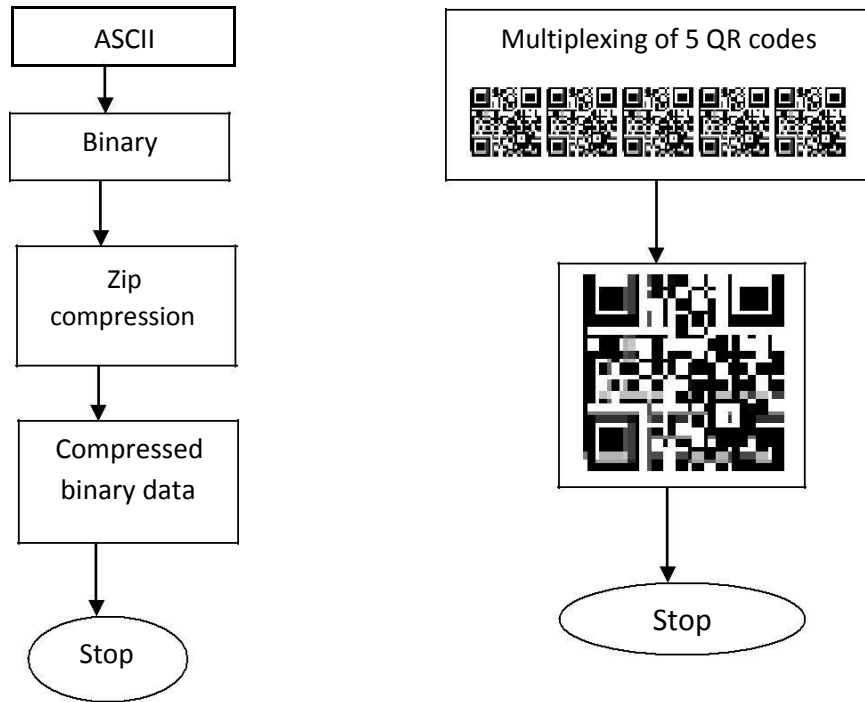 ASCII
Binary
Zip
compression
Compressed
binary data
Stop
Multiplexing of 5 QR codes
Stop